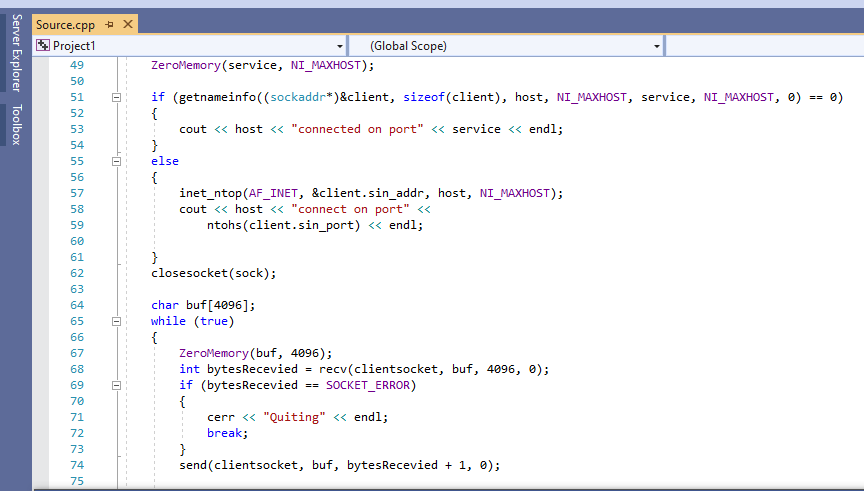 Server Explorer
Toolbox
Source.cpp
Project1
(Global Scope)
49 ZeroMemory(service, NI_MAXHOST);
50
51 if (getnameinfo((sockaddr*)&client, sizeof(client), host, NI_MAXHOST, service, NI_MAXHOST, 0) == 0)
52 {
53 cout << host << "connected on port" << service << endl;
54 }
55 else
56 {
57 inet_ntop(AF_INET, &client.sin_addr, host, NI_MAXHOST);
58 cout << host << "connect on port" <<
59 ntohs(client.sin_port) << endl;
60
61 }
62 closesocket(sock);
63
64 char buf[4096];
65 while (true)
66 {
67 ZeroMemory(buf, 4096);
68 int bytesRecevied = recv(clientsocket, buf, 4096, 0);
69 if (bytesRecevied == SOCKET_ERROR)
70 {
71 cerr << "Quiting" << endl;
72 break;
73 }
74 send(clientsocket, buf, bytesRecevied + 1, 0);
75